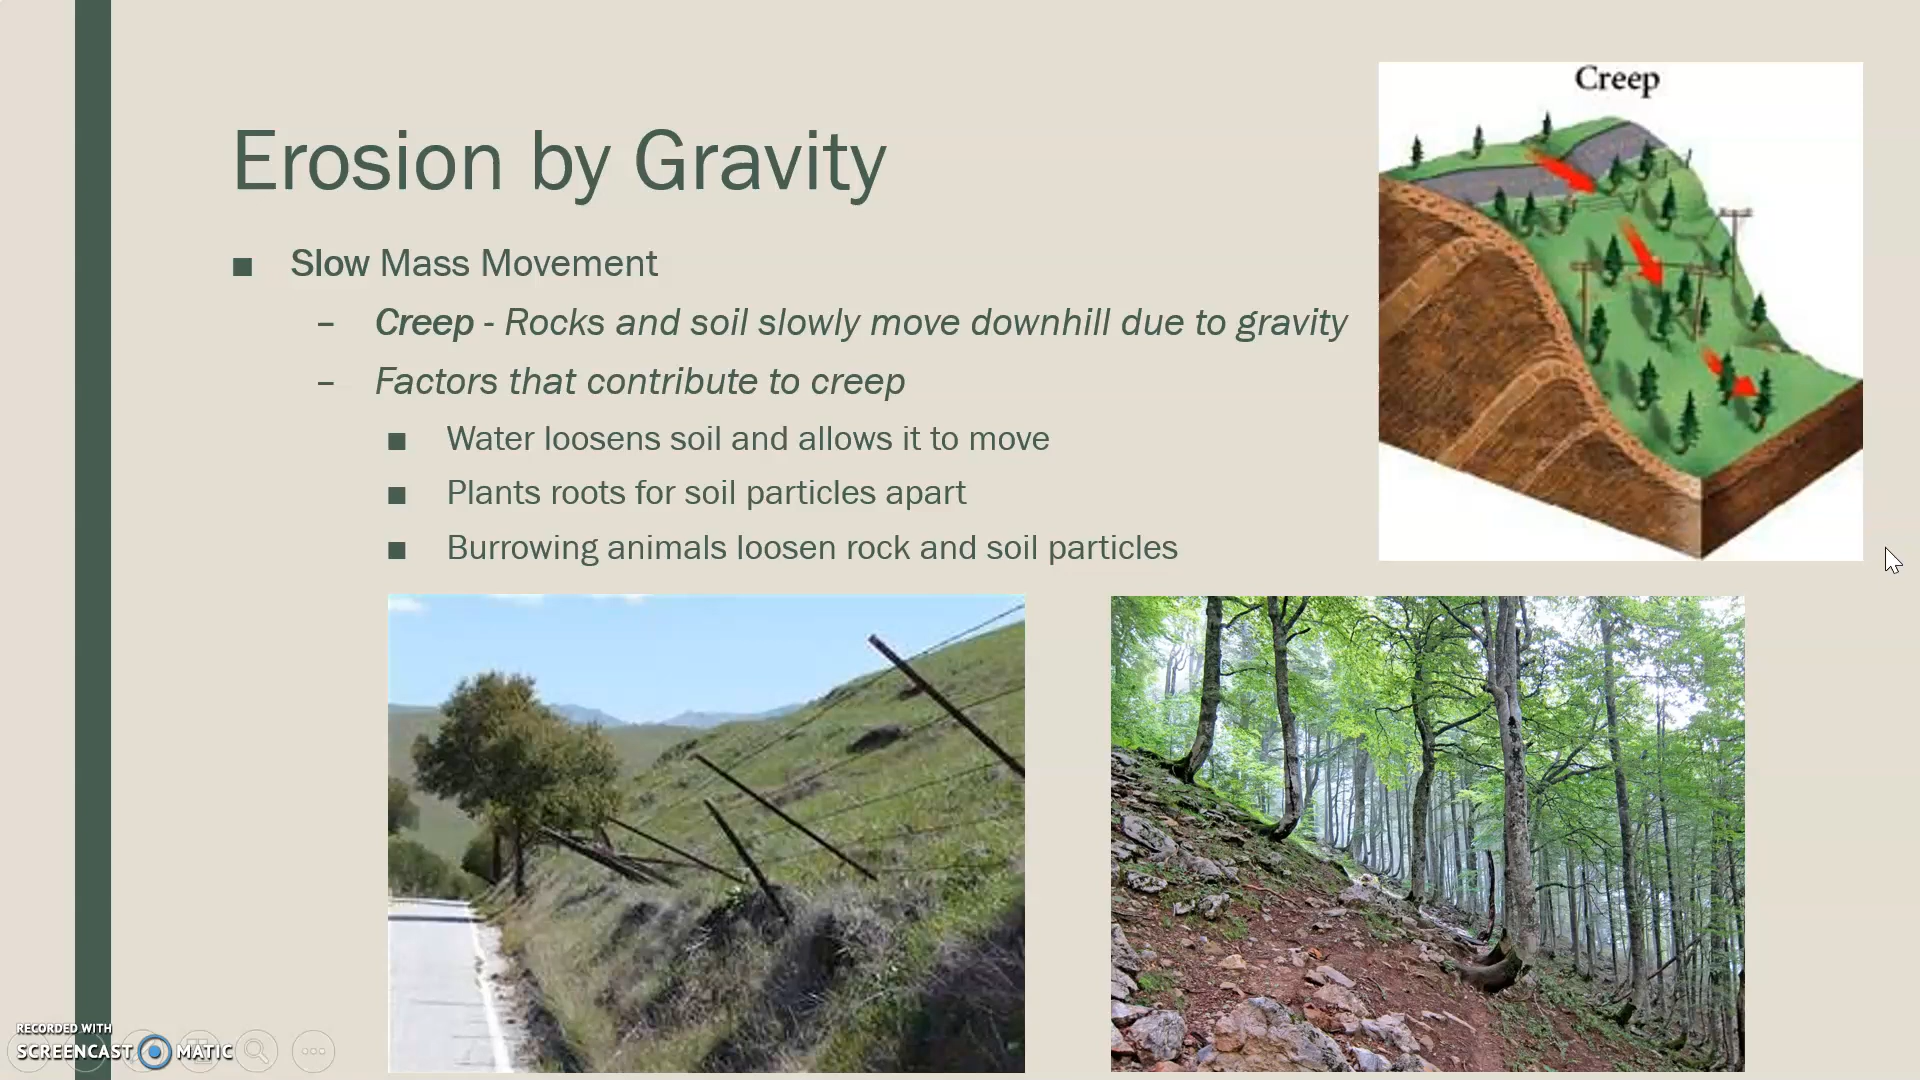 Creep
Erosion by Gravity
■ Slow Mass Movement
– Creep - Rocks and soil slowly move downhill due to gravity
– Factors that contribute to creep
■ Water loosens soil and allows it to move
■ Plants roots for soil particles apart
■ Burrowing animals loosen rock and soil particles
RECORDED WITH
SCREENCAST MATIC